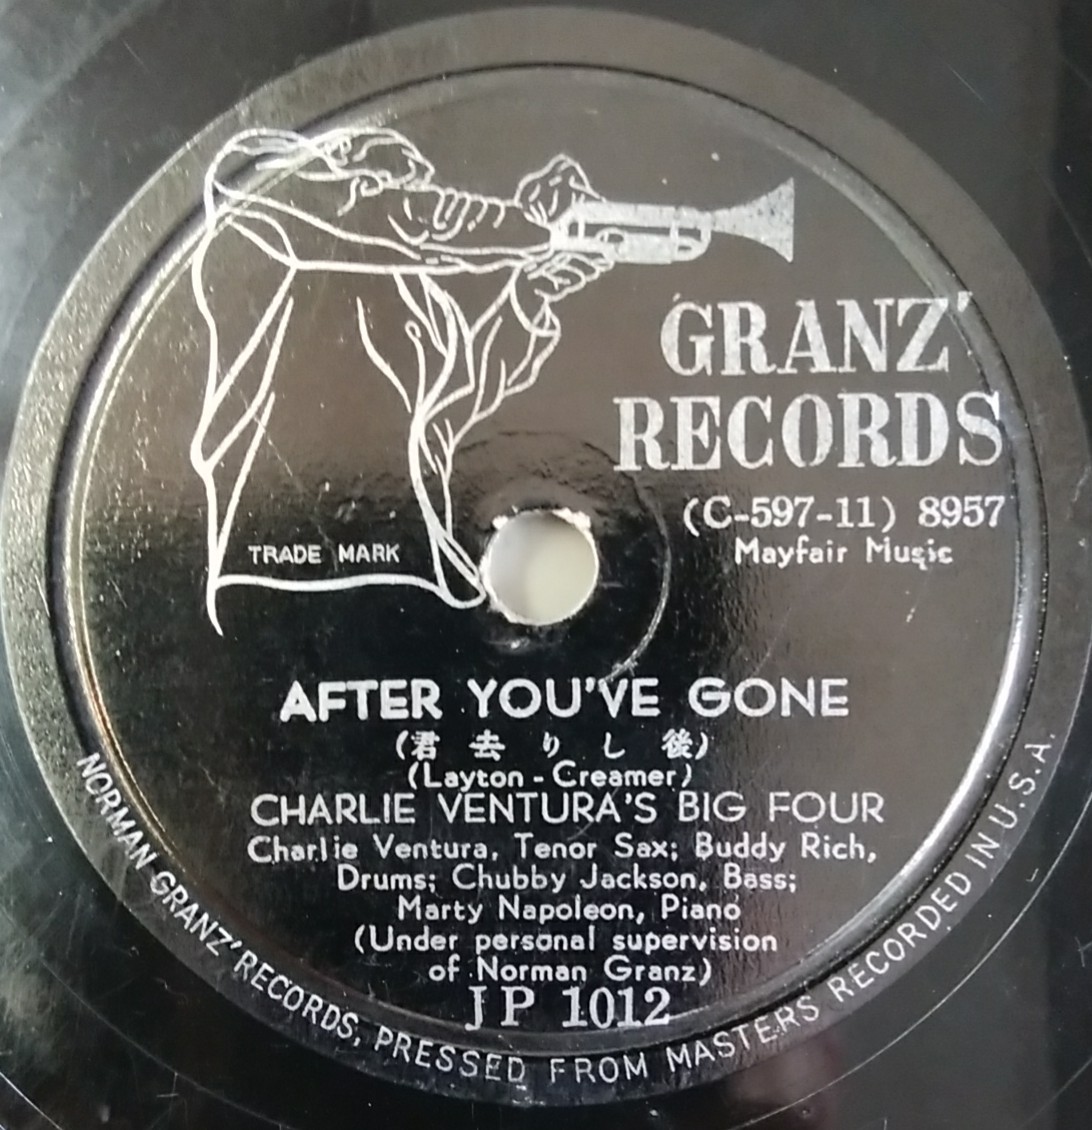 GRANZ'
RECORDS
(C-597-11) 8957
Mayfair Music
TRADE MARK
AFTER YOU'VE GONE
(君去りし後)
(Layton - Creamer)
CHARLIE VENTURA'S BIG FOUR
Charlie Ventura, Tenor Sax; Buddy Rich,
Drums; Chubby Jackson, Bass;
Marty Napoleon, Piano
(Under personal supervision
of Norman Granz)
JP 1012
NORMAN GRANZ' RECORDS, PRESSED FROM MASTERS RECORDED IN U.S.A.